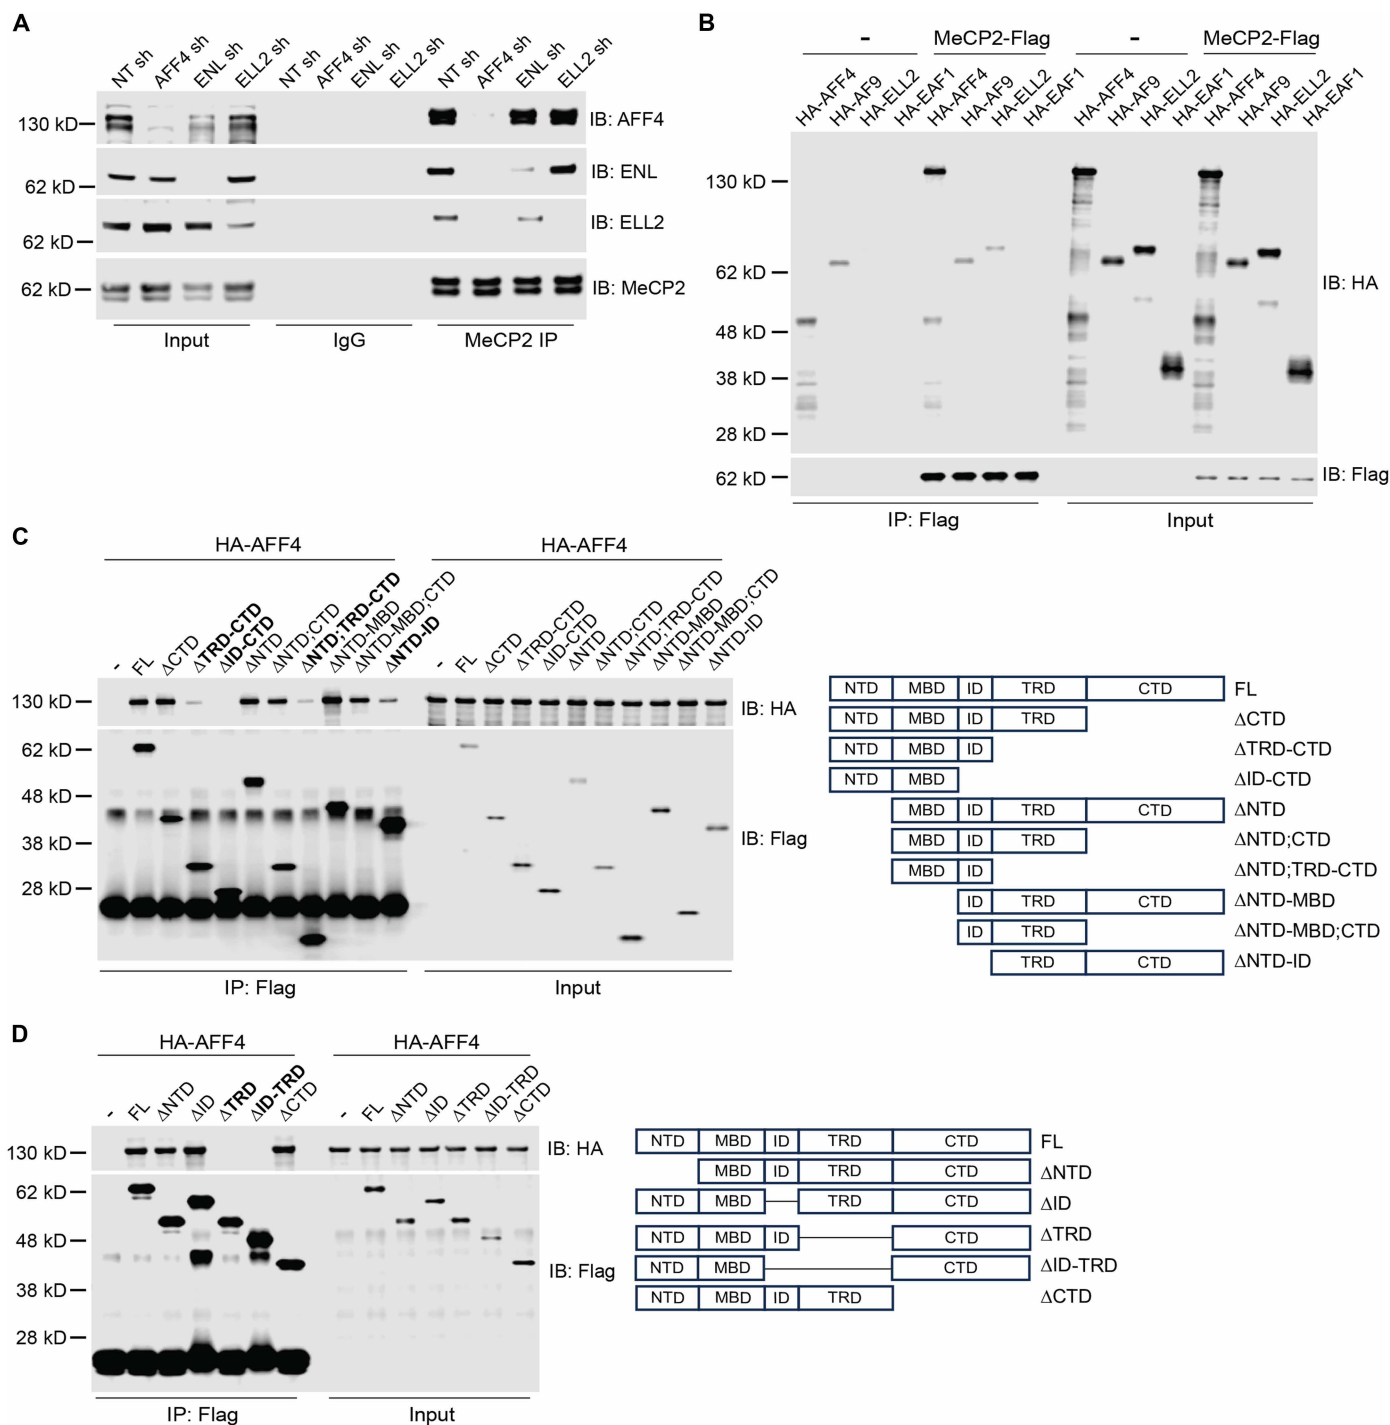 A
NT sh AFF4 sh ENL sh ELL2 sh NT sh AFF4 sh ENL sh ELL2 sh NT sh AFF4 sh ENL sh ELL2 sh
130 kD IB: AFF4
62 kD IB: ENL
62 kD IB: ELL2
62 kD IB: MeCP2
Input IgG MeCP2 IP
B
- MeCP2-Flag - MeCP2-Flag
HA-AFF4 HA-AF9 HA-ELL2 HA-EAF1 HA-AFF4 HA-AF9 HA-ELL2 HA-EAF1 HA-AFF4 HA-AF9 HA-ELL2 HA-EAF1 HA-AFF4 HA-AF9 HA-ELL2 HA-EAF1
130 kD
62 kD IB: HA
48 kD
38 kD
28 kD
62 kD IB: Flag
IP: Flag Input
C
HA-AFF4 HA-AFF4
- FL ΔCTD ΔTRD-CTD ΔID-CTD ΔNTD ΔNTD;CTD ΔNTD;TRD-CTD ΔNTD-MBD ΔNTD-MBD;CTD ΔNTD-ID - FL ΔCTD ΔTRD-CTD ΔID-CTD ΔNTD ΔNTD;CTD ΔNTD;TRD-CTD ΔNTD-MBD ΔNTD-MBD;CTD ΔNTD-ID
130 kD IB: HA
62 kD
48 kD
38 kD IB: Flag
28 kD
IP: Flag Input
NTD MBD ID TRD CTD FL
NTD MBD ID TRD ΔCTD
NTD MBD ID ΔTRD-CTD
NTD MBD ΔID-CTD
MBD ID TRD CTD ΔNTD
MBD ID TRD ΔNTD;CTD
MBD ID ΔNTD;TRD-CTD
ID TRD CTD ΔNTD-MBD
ID TRD ΔNTD-MBD;CTD
TRD CTD ΔNTD-ID
D
HA-AFF4 HA-AFF4
- FL ΔNTD ΔID ΔTRD ΔID-TRD ΔCTD - FL ΔNTD ΔID ΔTRD ΔID-TRD ΔCTD
130 kD IB: HA
62 kD
48 kD IB: Flag
38 kD
28 kD
IP: Flag Input
NTD MBD ID TRD CTD FL
MBD ID TRD CTD ΔNTD
NTD MBD TRD CTD ΔID
NTD MBD ID CTD ΔTRD
NTD MBD CTD ΔID-TRD
NTD MBD ID TRD ΔCTD